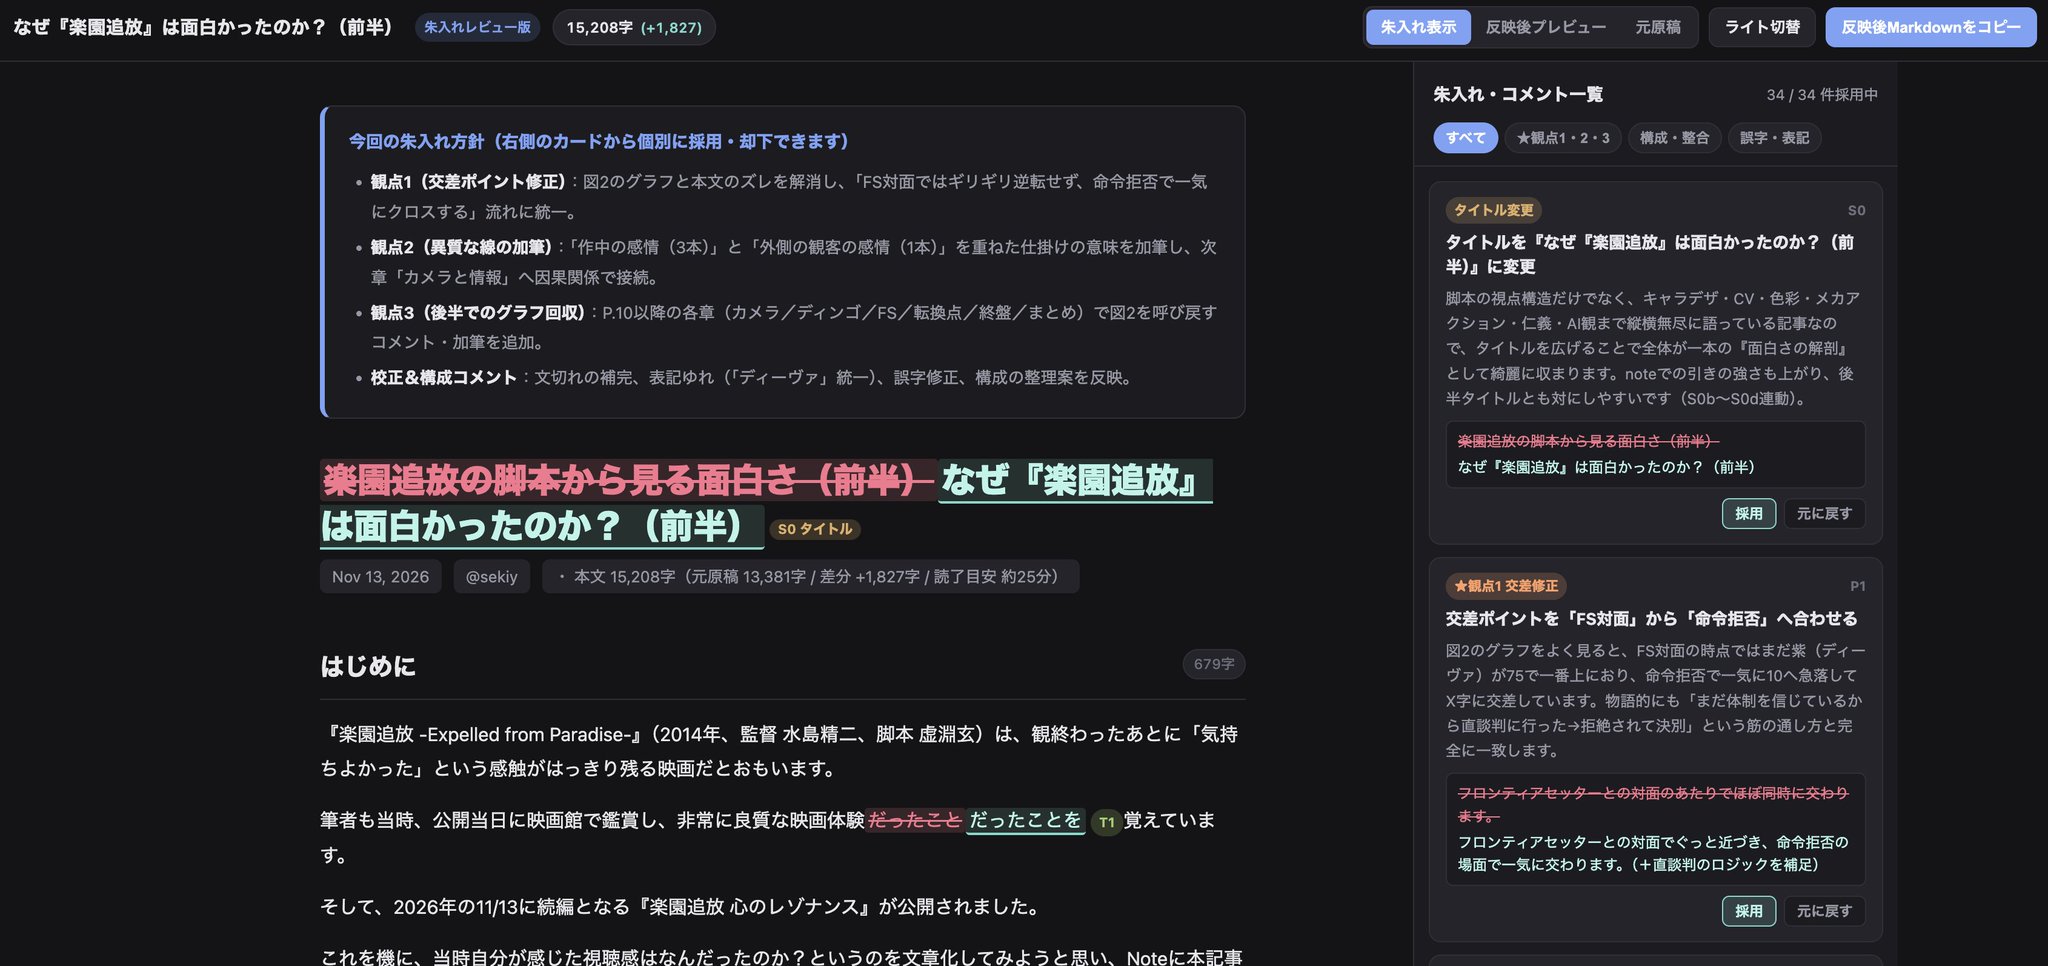 なぜ『楽園追放』は面白かったのか？（前半）
朱入れレビュー版
15,208字 (+1,827)
朱入れ表示
反映後プレビュー
元原稿
ライト切替
反映後Markdownをコピー
今回の朱入れ方針（右側のカードから個別に採用・却下できます）
• 観点1（交差ポイント修正）：図2のグラフと本文のズレを解消し、「FS対面ではギリギリ逆転せず、命令拒否で一気
にクロスする」流れに統一。
• 観点2（異質な線の加筆）：「作中の感情（3本）」と「外側の観客の感情（1本）」を重ねた仕掛けの意味を加筆し、次
章「カメラと情報」へ因果関係で接続。
• 観点3（後半でのグラフ回収）：P.10以降の各章（カメラ／ディンゴ／FS／転換点／終盤／まとめ）で図2を呼び戻す
コメント・加筆を追加。
• 校正＆構成コメント：文切れの補完、表記ゆれ（「ディーヴァ」統一）、誤字修正、構成の整理案を反映。
楽園追放の脚本から見る面白さ（前半）なぜ『楽園追放』
は面白かったのか？（前半） S0 タイトル
Nov 13, 2026
@sekiy
・ 本文 15,208字（元原稿 13,381字 / 差分 +1,827字 / 読了目安 約25分）
はじめに
679字
『楽園追放 -Expelled from Paradise-』（2014年、監督 水島精二、脚本 虚淵玄）は、観終わったあとに「気持
ちよかった」という感触がはっきり残る映画だとおもいます。
筆者も当時、公開当日に映画館で鑑賞し、非常に良質な映画体験だったことだったことを T1 覚えていま
す。
そして、2026年の11/13に続編となる『楽園追放 心のレゾナンス』が公開されました。
これを機に、当時自分が感じた視聴感はなんだったのか？というのを文章化してみようと思い、Noteに本記事
朱入れ・コメント一覧
34 / 34 件採用中
すべて
★観点1・2・3
構成・整合
誤字・表記
タイトル変更
S0
タイトルを『なぜ『楽園追放』は面白かったのか？（前
半）』に変更
脚本の視点構造だけでなく、キャラデザ・CV・色彩・メカア
クション・仁義・AI観まで縦横無尽に語っている記事なの
で、タイトルを広げることで全体が一本の『面白さの解剖』
として綺麗に収まります。noteでの引きの強さも上がり、後
半タイトルとも対にしやすいです（S0b〜S0d連動）。
楽園追放の脚本から見る面白さ（前半）
なぜ『楽園追放』は面白かったのか？（前半）
採用
元に戻す
★観点1 交差修正
P1
交差ポイントを「FS対面」から「命令拒否」へ合わせる
図2のグラフをよく見ると、FS対面の時点ではまだ紫（ディー
ヴァ）が75で一番上におり、命令拒否で一気に10へ急落して
X字に交差しています。物語的にも「まだ体制を信じているか
ら直談判に行った→拒絶されて決別」という筋の通し方と完
全に一致します。
フロンティアセッターとの対面のあたりでほぼ同時に交わり
ます。
フロンティアセッターとの対面でぐっと近づき、命令拒否の
場面で一気に交わります。（＋直談判のロジックを補足）
採用
元に戻す